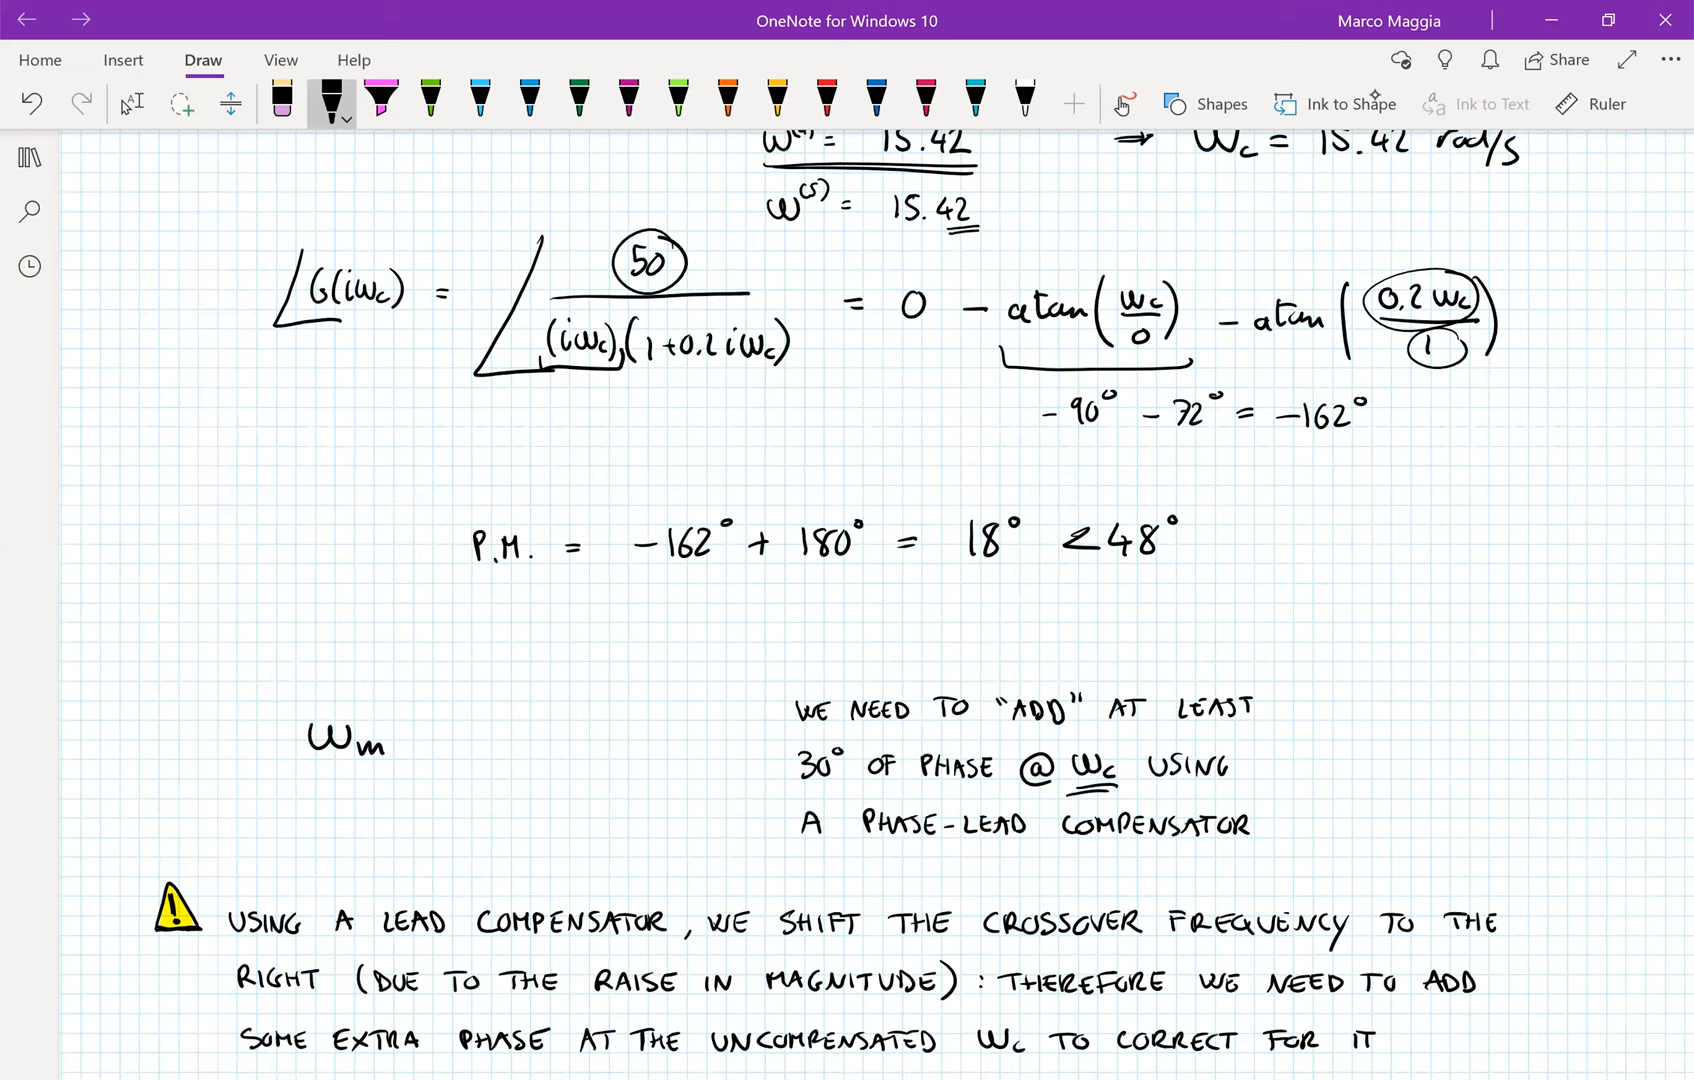 OneNote for Windows 10
Marco Maggia
Home Insert Draw View Help
Share
Shapes Ink to Shape Ink to Text Ruler
ω⁽⁴⁾ = 15.42 ⇒ ωc = 15.42 rad/s
ω⁽⁵⁾ = 15.42
∠G(iωc) = ∠ 50 / (iωc)(1+0.2iωc) = 0 - atan(ωc/0) - atan(0.2ωc/1)
-90° - 72° = -162°
P.M. = -162° + 180° = 18° < 48°
WE NEED TO "ADD" AT LEAST
ωm
30° OF PHASE @ ωc USING
A PHASE-LEAD COMPENSATOR
! USING A LEAD COMPENSATOR, WE SHIFT THE CROSSOVER FREQUENCY TO THE
RIGHT (DUE TO THE RAISE IN MAGNITUDE): THEREFORE WE NEED TO ADD
SOME EXTRA PHASE AT THE UNCOMPENSATED ωc TO CORRECT FOR IT